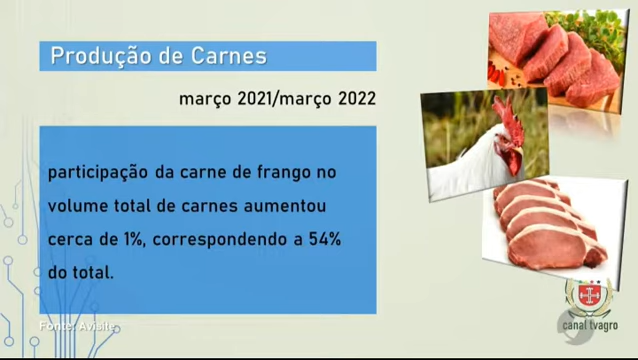 Produção de Carnes
março 2021/março 2022
participação da carne de frango no
volume total de carnes aumentou
cerca de 1%, correspondendo a 54%
do total.
Fonte: Avisite
canal tvagro